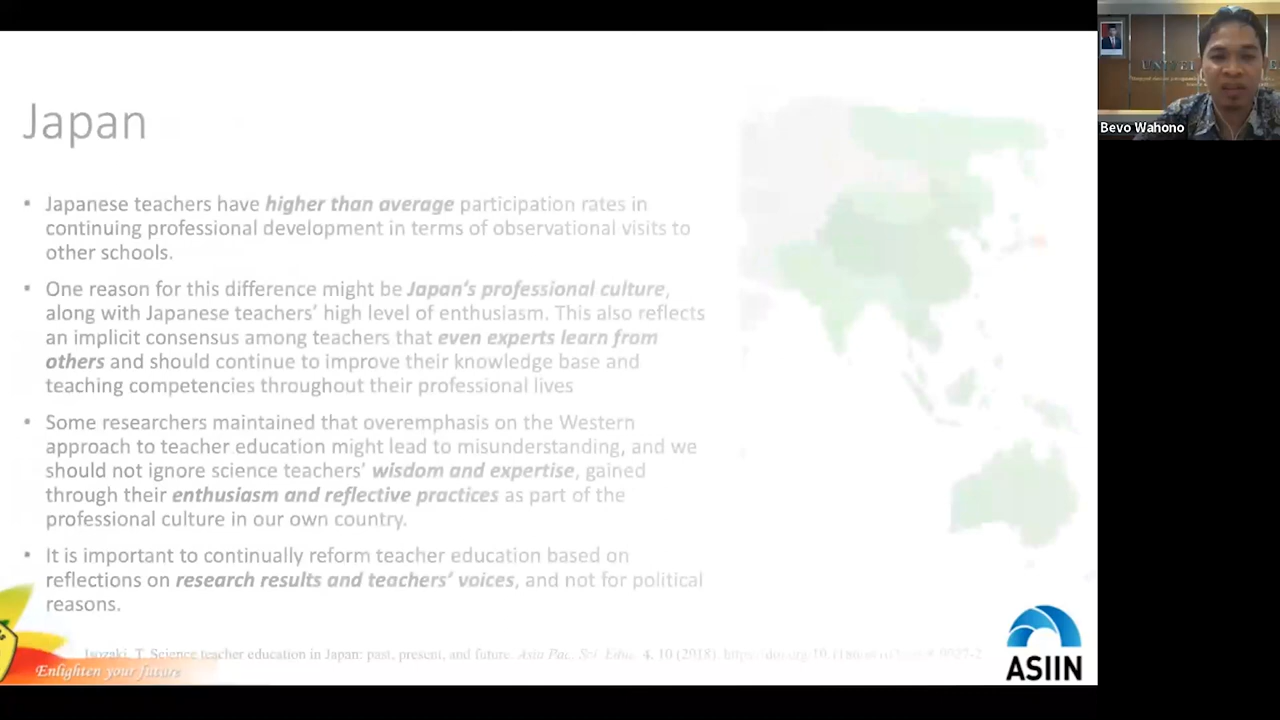 Japan
• Japanese teachers have higher than average participation rates in
continuing professional development in terms of observational visits to
other schools.
• One reason for this difference might be Japan's professional culture,
along with Japanese teachers' high level of enthusiasm. This also reflects
an implicit consensus among teachers that even experts learn from
others and should continue to improve their knowledge base and
teaching competencies throughout their professional lives
• Some researchers maintained that overemphasis on the Western
approach to teacher education might lead to misunderstanding, and we
should not ignore science teachers' wisdom and expertise, gained
through their enthusiasm and reflective practices as part of the
professional culture in our own country.
• It is important to continually reform teacher education based on
reflections on research results and teachers' voices, and not for political
reasons.
T. Science teacher education in Japan: past, present, and future. Asia Pac. Sci. Educ. 4, 10 (2018).
Enlighten your future
ASIIN
Bevo Wahono